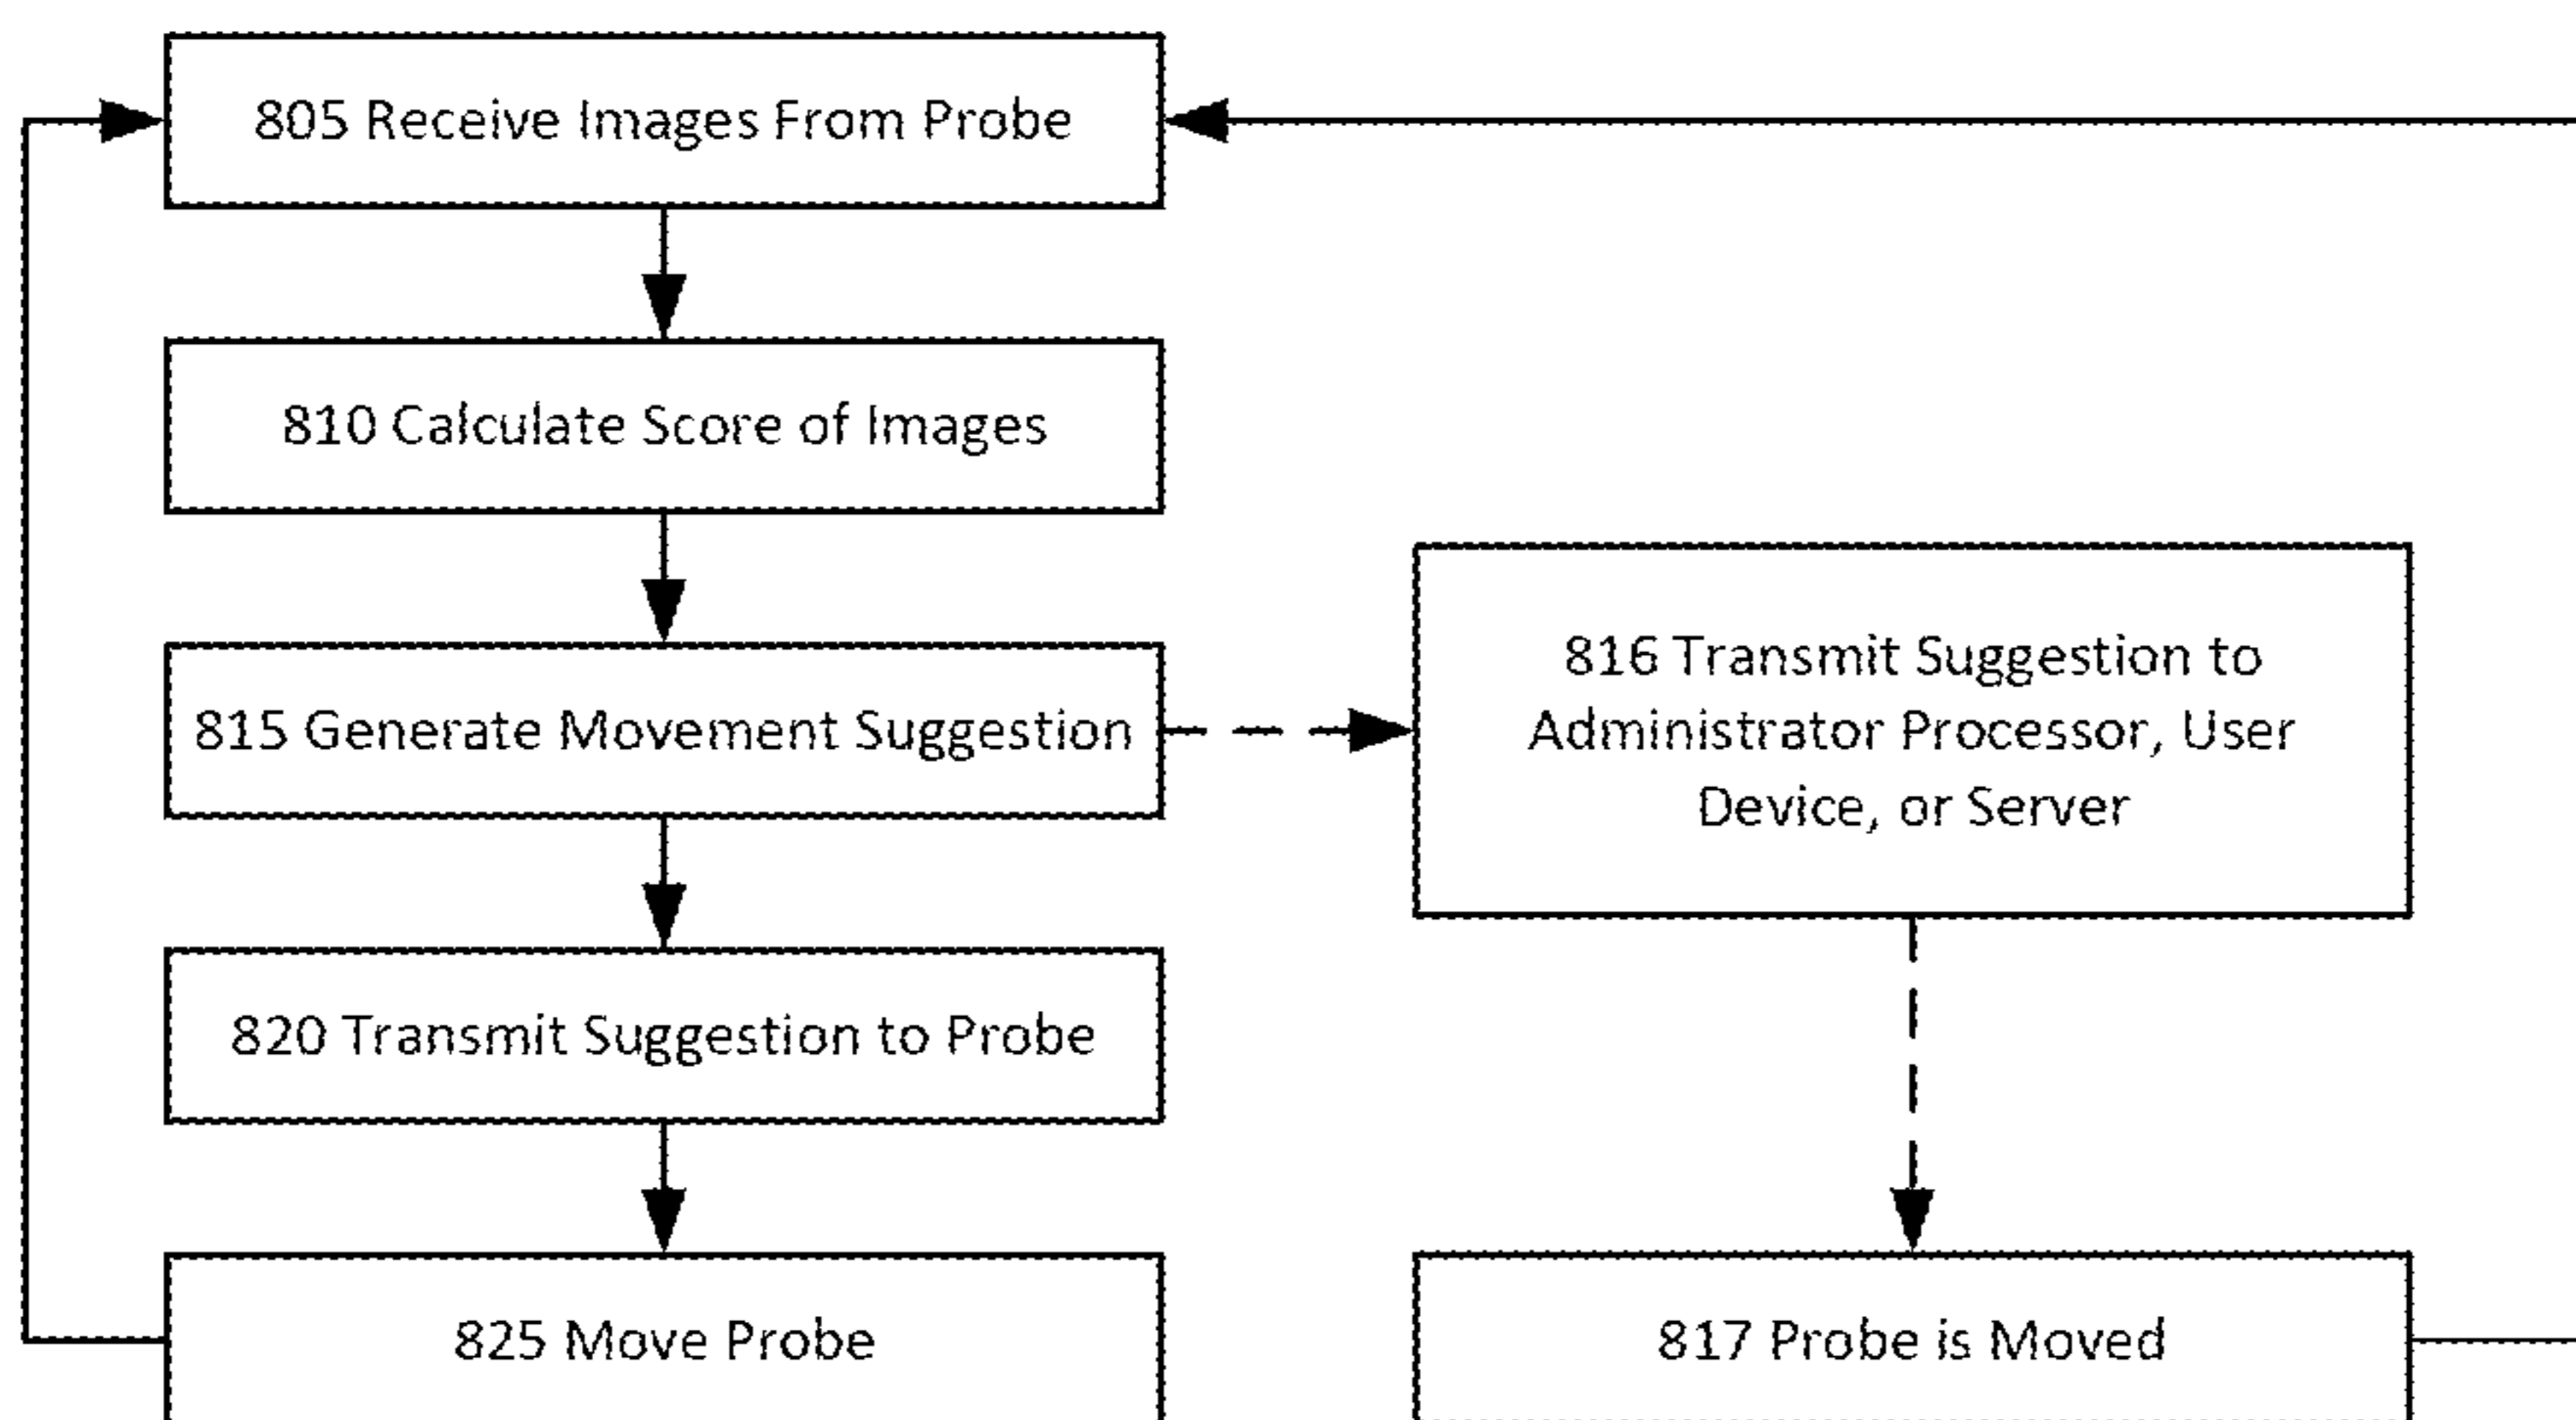 805 Receive Images From Probe
810 Calculate Score of Images
815 Generate Movement Suggestion
816 Transmit Suggestion to
Administrator Processor, User
Device, or Server
820 Transmit Suggestion to Probe
825 Move Probe
817 Probe is Moved